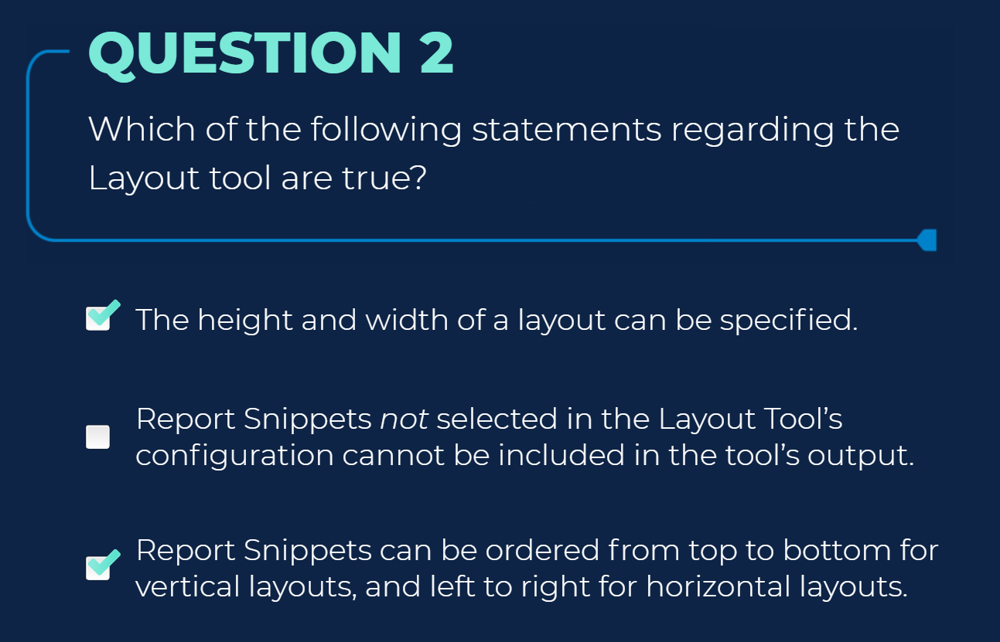 QUESTION 2
Which of the following statements regarding the
Layout tool are true?
The height and width of a layout can be specified.
Report Snippets not selected in the Layout Tool’s
configuration cannot be included in the tool’s output.
Report Snippets can be ordered from top to bottom for
vertical layouts, and left to right for horizontal layouts.